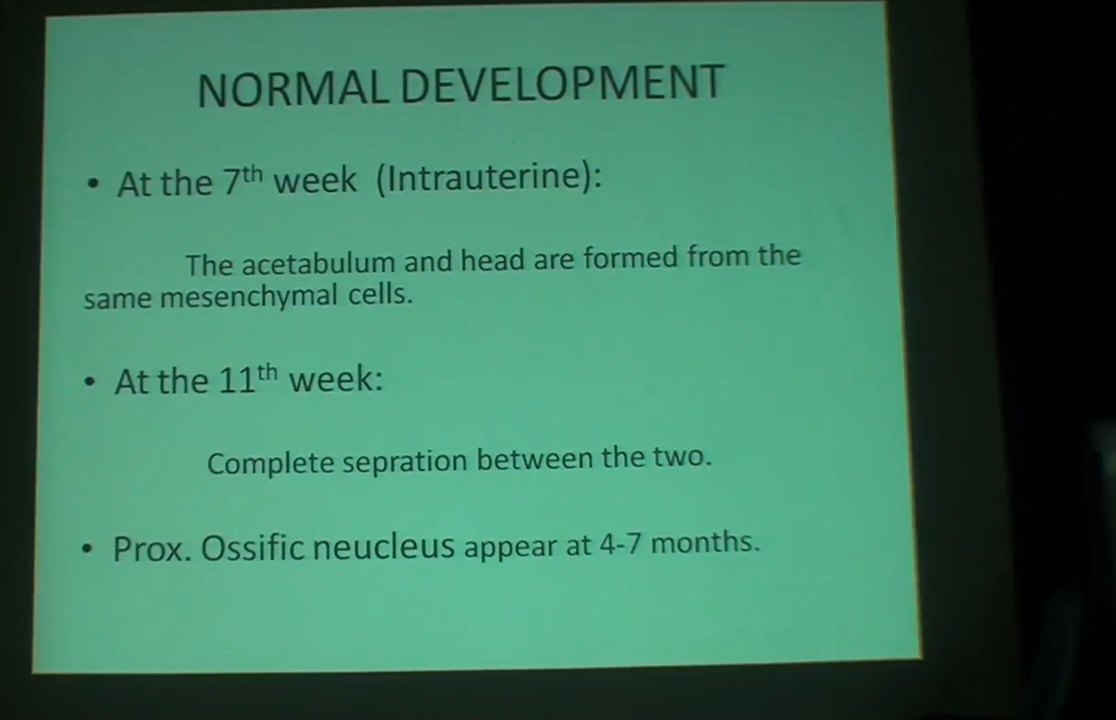 NORMAL DEVELOPMENT
• At the 7th week (Intrauterine):
The acetabulum and head are formed from the
same mesenchymal cells.
• At the 11th week:
Complete sepration between the two.
• Prox. Ossific neucleus appear at 4-7 months.